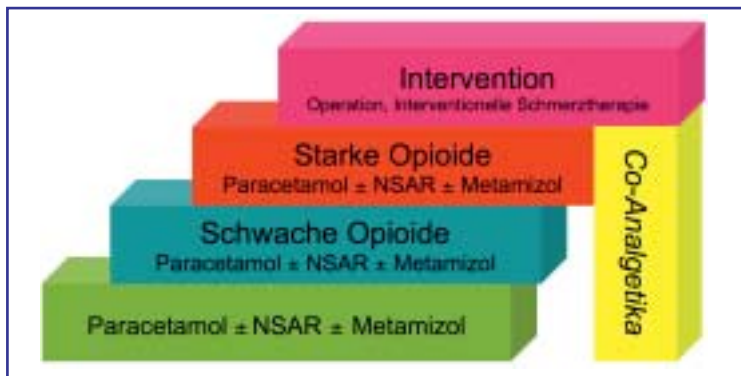 Intervention
Operation, Interventionelle Schmerztherapie
Starke Opioide
Paracetamol ± NSAR ± Metamizol
Schwache Opioide
Paracetamol ± NSAR ± Metamizol
Paracetamol ± NSAR ± Metamizol
Co-Analgetika